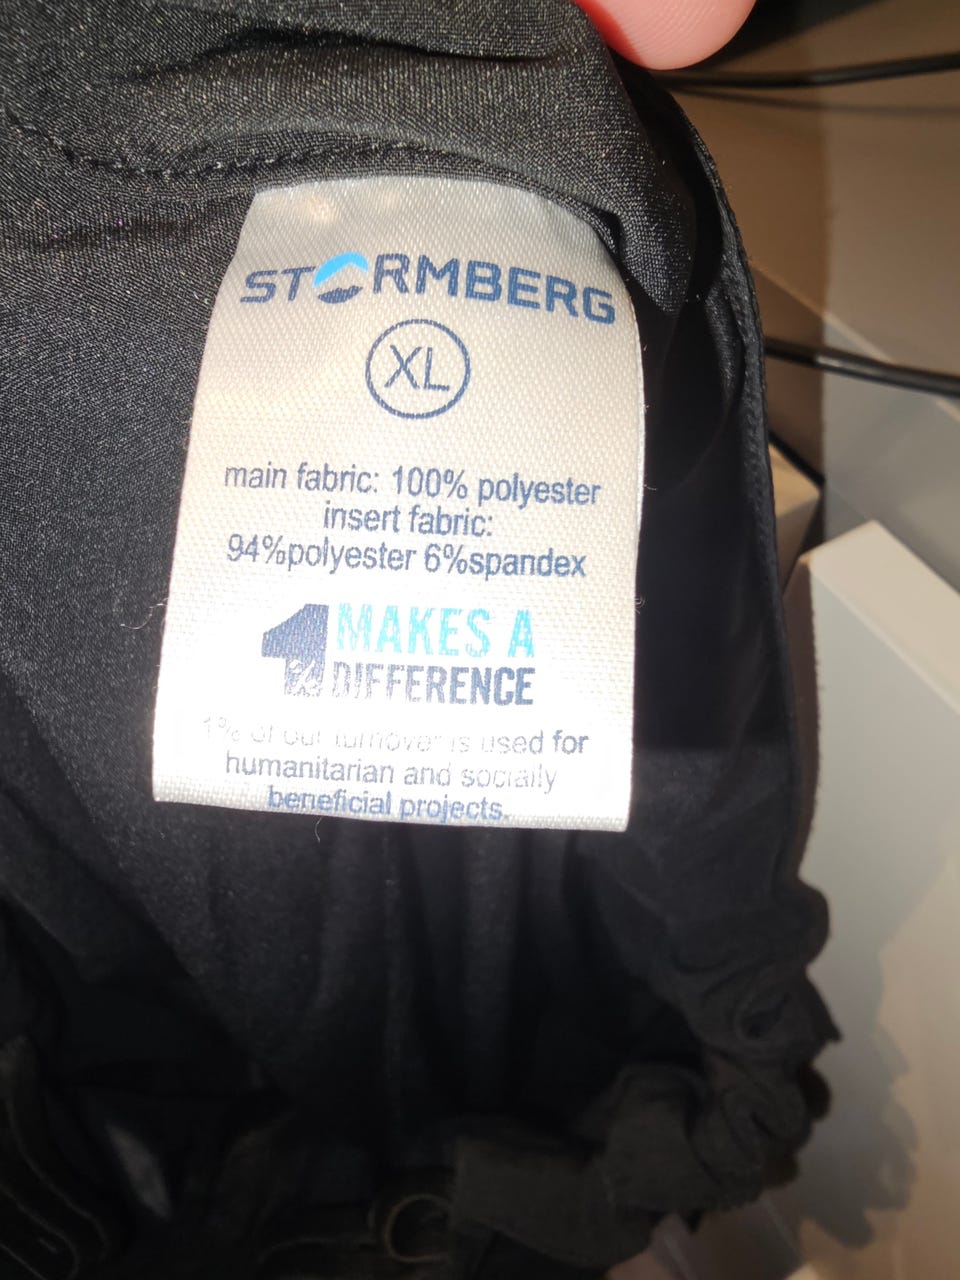 STORMBERG
XL
main fabric: 100% polyester
insert fabric:
94%polyester 6%spandex
1% MAKES A
DIFFERENCE
1% of our turnover is used for
humanitarian and socially
beneficial projects.